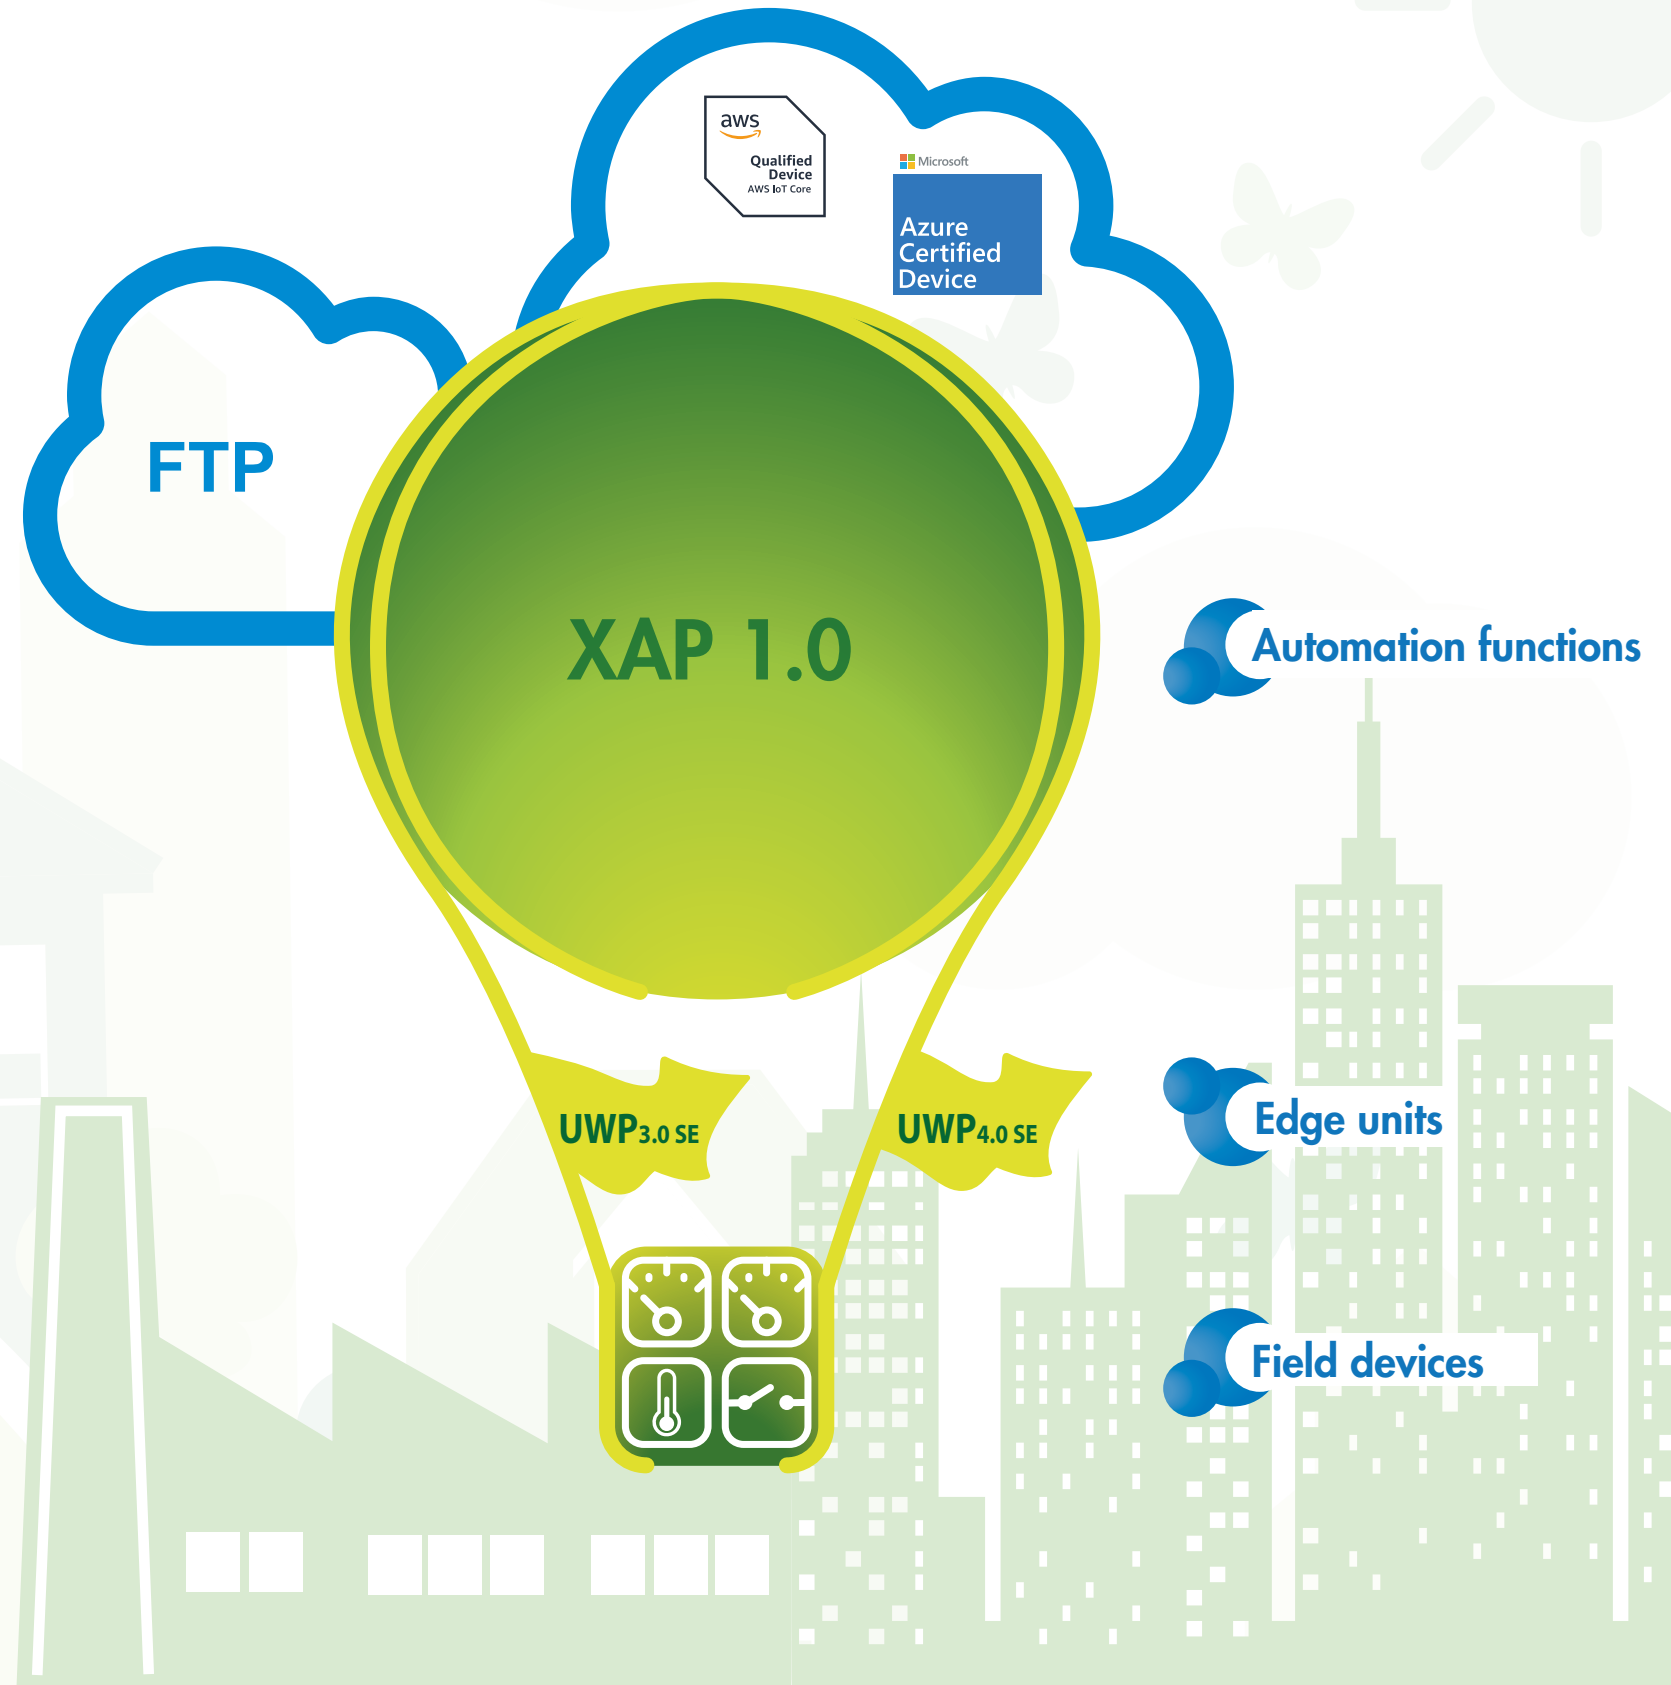 aws
Qualified
Device
AWS IoT Core
Microsoft
Azure
Certified
Device
FTP
XAP 1.0
Automation functions
UWP3.0 SE
UWP4.0 SE
Edge units
Field devices